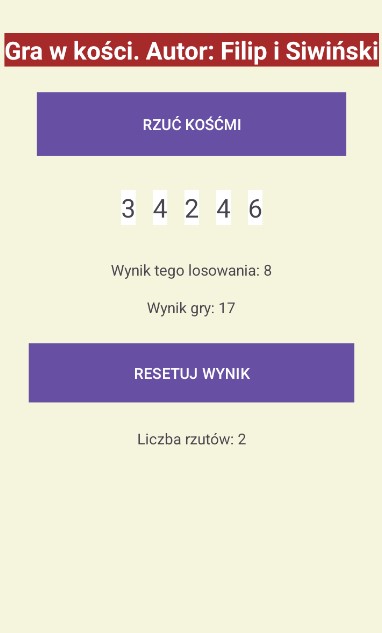 Gra w kości. Autor: Filip i Siwiński
RZUĆ KOŚĆMI
3 4 2 4 6
Wynik tego losowania: 8
Wynik gry: 17
RESETUJ WYNIK
Liczba rzutów: 2